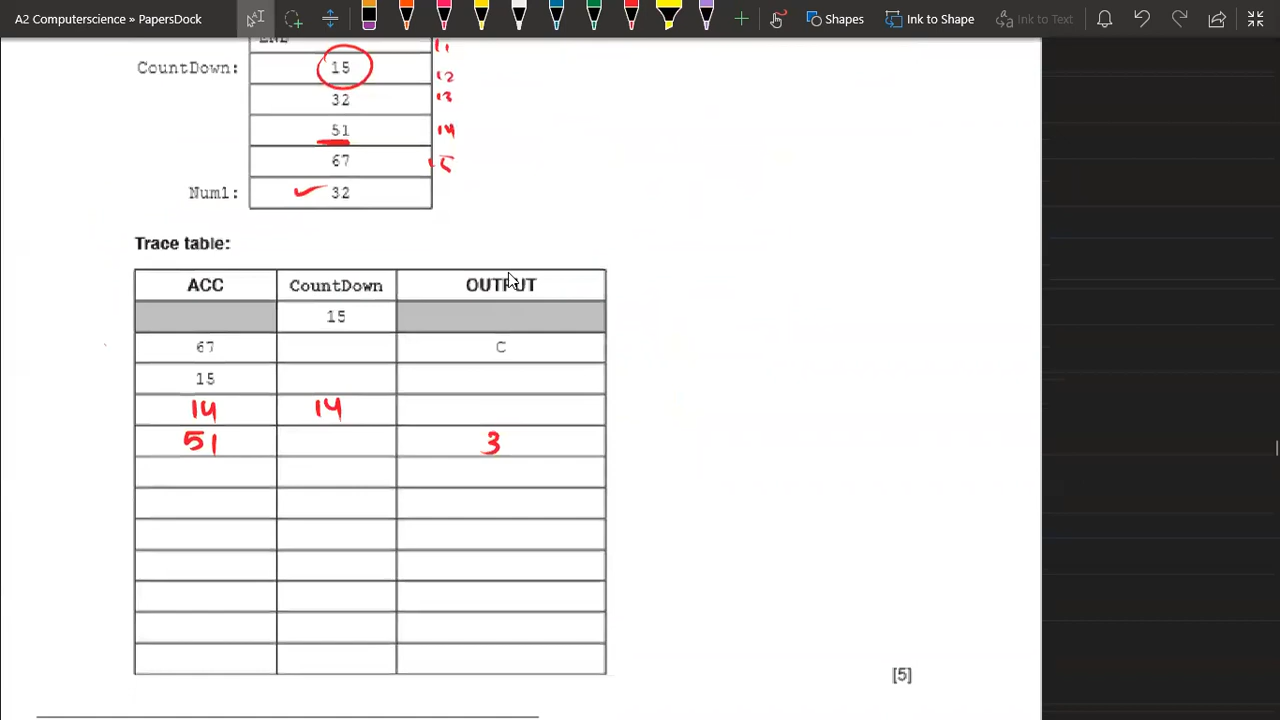 A2 Computerscience » PapersDock
Shapes
Ink to Shape
Ink to Text
END
11
CountDown: 15
12
32 13
51 14
67 15
Num1: 32
Trace table:
ACC CountDown OUTPUT
15
67 C
15
14 14
51 3
[5]